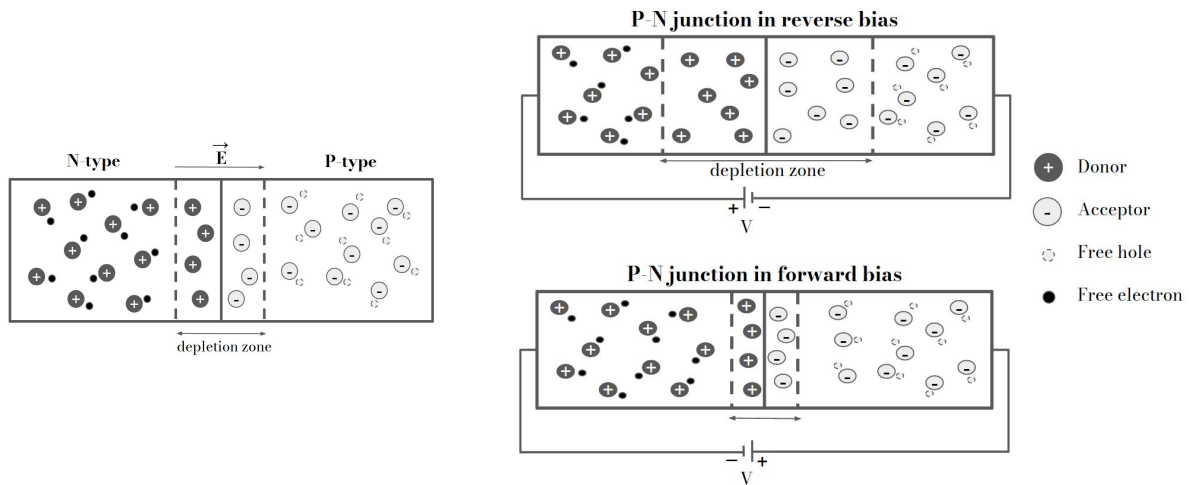 N-type
E
P-type
depletion zone
P-N junction in reverse bias
depletion zone
+ −
V
P-N junction in forward bias
− +
V
+ Donor
- Acceptor
Free hole
Free electron